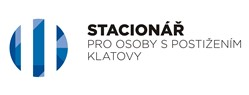 STACIONÁŘ
PRO OSOBY S POSTIŽENÍM
KLATOVY